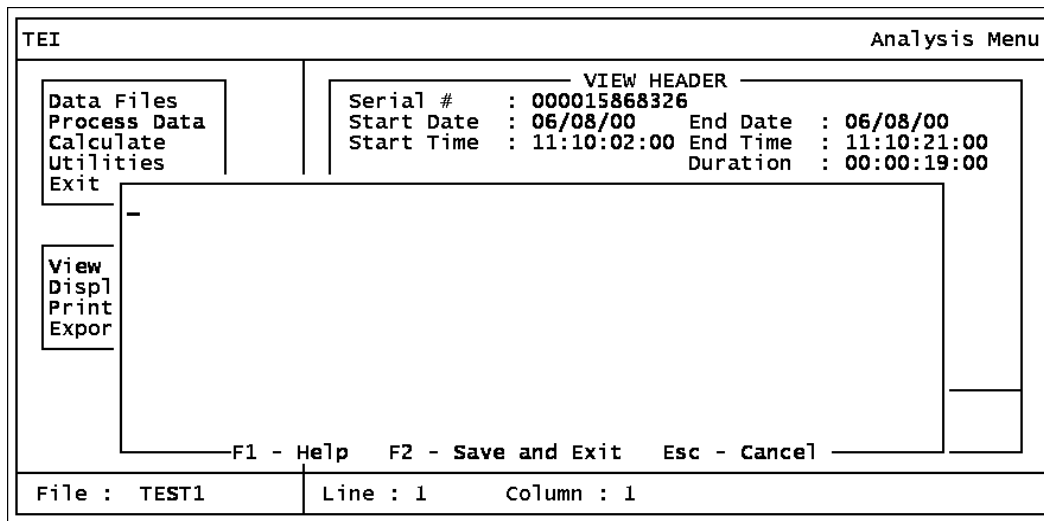 TEI Analysis Menu
VIEW HEADER
Data Files
Process Data
Calculate
Utilities
Exit
Serial # : 000015868326
Start Date : 06/08/00 End Date : 06/08/00
Start Time : 11:10:02:00 End Time : 11:10:21:00
Duration : 00:00:19:00
View
Displ
Print
Expor
F1 - Help F2 - Save and Exit Esc - Cancel
File : TEST1 Line : 1 Column : 1